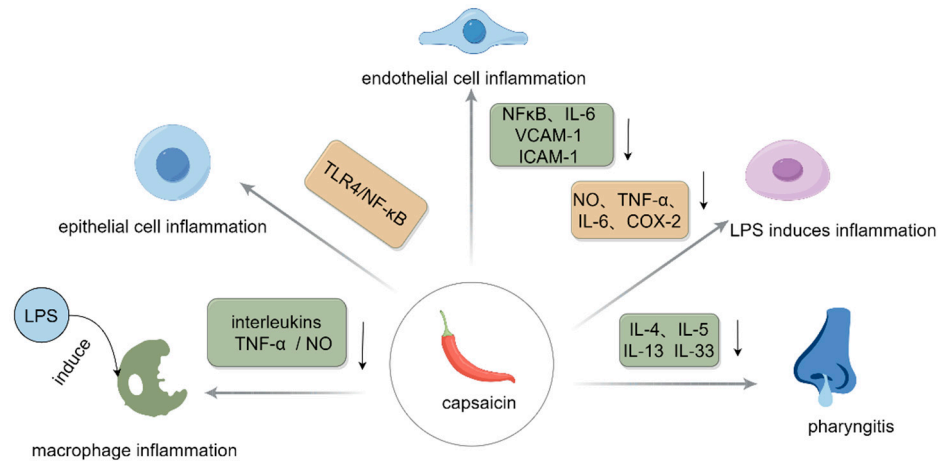 endothelial cell inflammation
NFκB、IL-6
VCAM-1
ICAM-1
TLR4/NF-κB
NO、TNF-α、
IL-6、COX-2
epithelial cell inflammation
LPS induces inflammation
LPS
induce
interleukins
TNF-α / NO
macrophage inflammation
capsaicin
IL-4、IL-5
IL-13 IL-33
pharyngitis